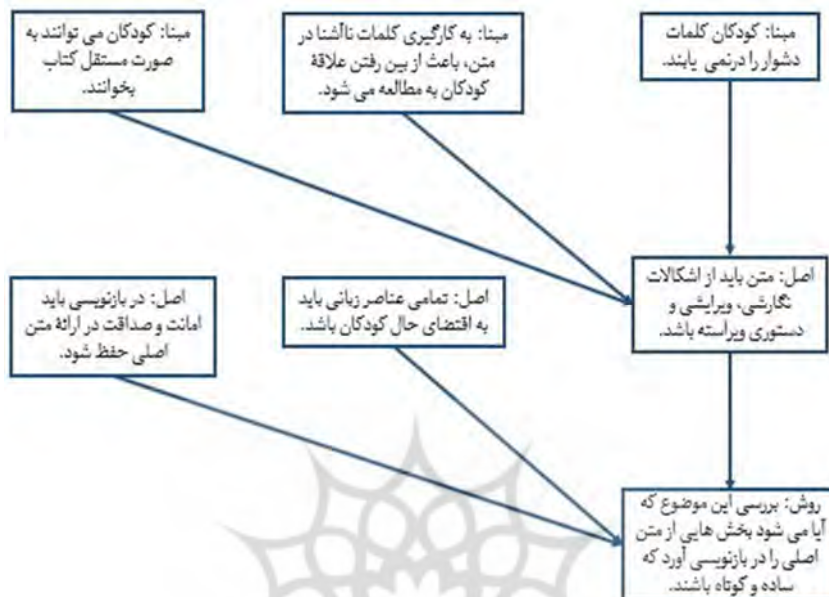 مبنا: کودکان کلمات
دشوار را درنمی یابند.
مبنا: به کارگیری کلمات ناآشنا در
متن، باعث از بین رفتن علاقهٔ
کودکان به مطالعه می شود.
مبنا: کودکان می توانند به
صورت مستقل کتاب
بخوانند.
اصل: متن باید از اشکالات
نگارشی، ویرایشی و
دستوری ویراسته باشد.
اصل: تمامی عناصر زبانی باید
به اقتضای حال کودکان باشد.
اصل: در بازنویسی باید
امانت و صداقت در ارائهٔ متن
اصلی حفظ شود.
روش: بررسی این موضوع که
آیا می شود بخش هایی از متن
اصلی را در بازنویسی آورد که
ساده و کوتاه باشند.